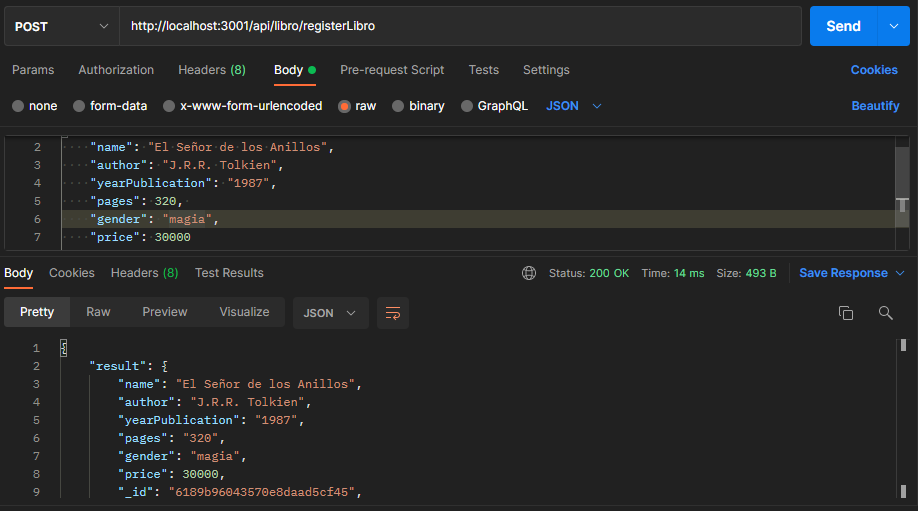 POST http://localhost:3001/api/libro/registerLibro Send
Params Authorization Headers (8) Body Pre-request Script Tests Settings Cookies
none form-data x-www-form-urlencoded raw binary GraphQL JSON Beautify
2 "name": "El Señor de los Anillos",
3 "author": "J.R.R. Tolkien",
4 "yearPublication": "1987",
5 "pages": 320,
6 "gender": "magia",
7 "price": 30000
Body Cookies Headers (8) Test Results Status: 200 OK Time: 14 ms Size: 493 B Save Response
Pretty Raw Preview Visualize JSON
1 {
2 "result": {
3 "name": "El Señor de los Anillos",
4 "author": "J.R.R. Tolkien",
5 "yearPublication": "1987",
6 "pages": "320",
7 "gender": "magia",
8 "price": 30000,
9 "_id": "6189b96043570e8daad5cf45",